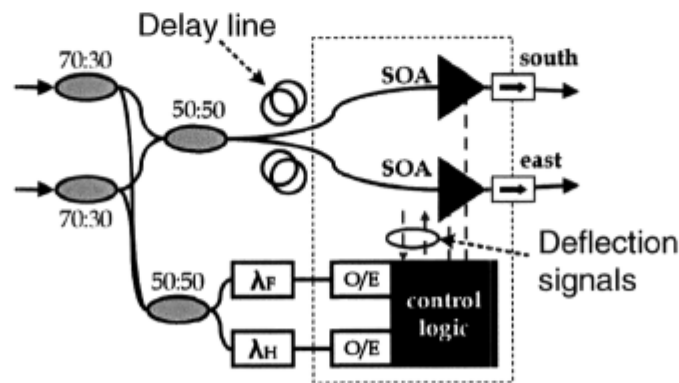 Delay line
70:30
50:50
SOA
south
70:30
SOA
east
Deflection
signals
50:50
λF
O/E
control
logic
λH
O/E